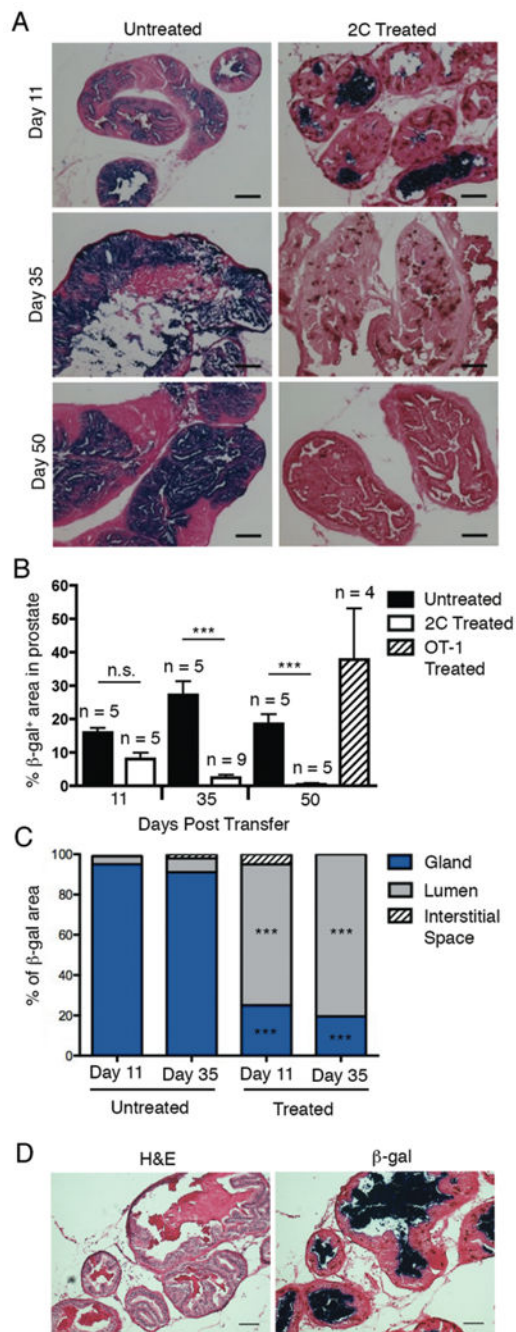 A
Untreated
2C Treated
Day 11
Day 35
Day 50
B
% β-gal⁺ area in prostate
60
50
40
30
20
10
0
n = 5
n.s.
n = 5
n = 5
***
n = 9
n = 5
***
n = 5
n = 4
11
35
50
Days Post Transfer
Untreated
2C Treated
OT-1
Treated
C
% of β-gal area
100
80
60
40
20
0
***
***
***
***
Day 11
Day 35
Day 11
Day 35
Untreated
Treated
Gland
Lumen
Interstitial
Space
D
H&E
β-gal